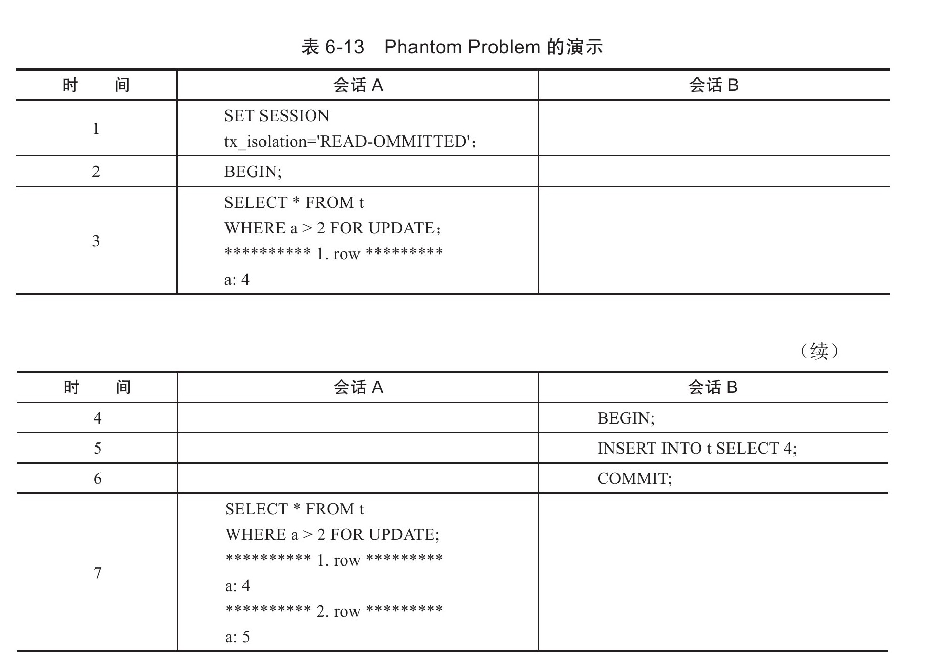 表 6-13 Phantom Problem 的演示
时 间 会话 A 会话 B
1 SET SESSION
tx_isolation='READ-OMMITTED';
2 BEGIN;
3 SELECT * FROM t
WHERE a > 2 FOR UPDATE;
********** 1. row *********
a: 4
（续）
时 间 会话 A 会话 B
4 BEGIN;
5 INSERT INTO t SELECT 4;
6 COMMIT;
7 SELECT * FROM t
WHERE a > 2 FOR UPDATE;
********** 1. row *********
a: 4
********** 2. row *********
a: 5